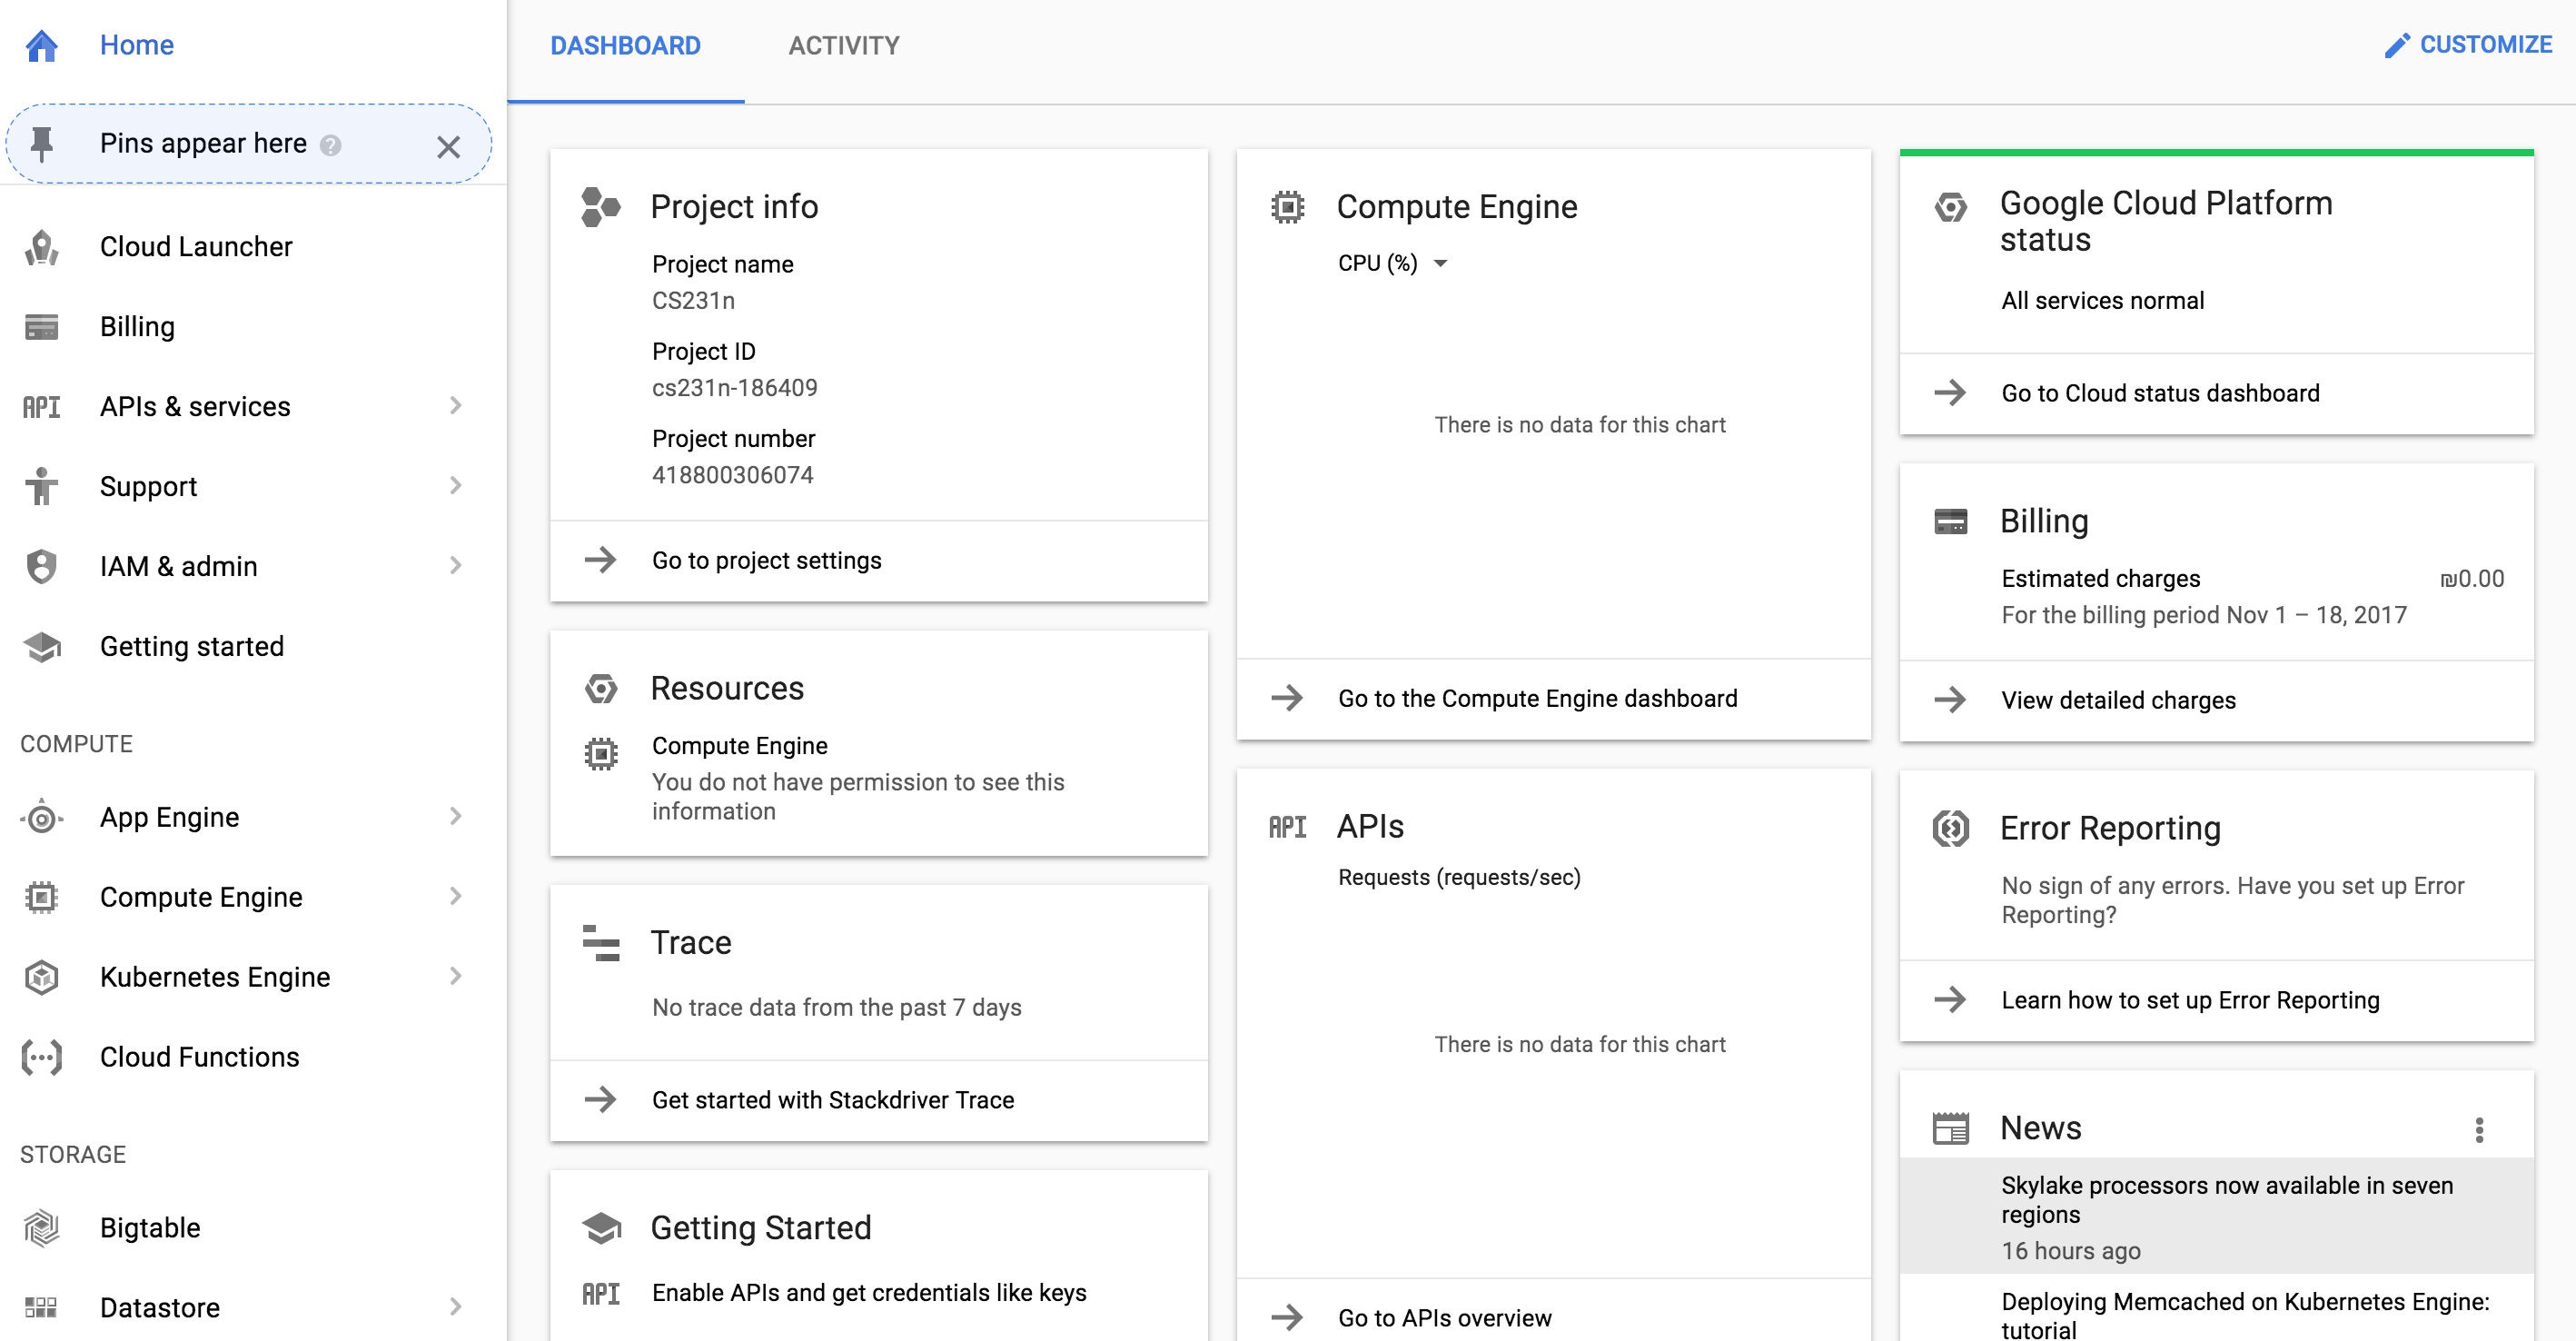 Home
Pins appear here ?
Cloud Launcher
Billing
API APIs & services
Support
IAM & admin
Getting started
COMPUTE
App Engine
Compute Engine
Kubernetes Engine
Cloud Functions
STORAGE
Bigtable
Datastore
DASHBOARD
ACTIVITY
CUSTOMIZE
Project info
Project name
CS231n
Project ID
cs231n-186409
Project number
418800306074
Go to project settings
Resources
Compute Engine
You do not have permission to see this
information
Trace
No trace data from the past 7 days
Get started with Stackdriver Trace
Getting Started
API Enable APIs and get credentials like keys
Compute Engine
CPU (%)
There is no data for this chart
Go to the Compute Engine dashboard
API APIs
Requests (requests/sec)
There is no data for this chart
Go to APIs overview
Google Cloud Platform
status
All services normal
Go to Cloud status dashboard
Billing
Estimated charges ₪0.00
For the billing period Nov 1 – 18, 2017
View detailed charges
Error Reporting
No sign of any errors. Have you set up Error
Reporting?
Learn how to set up Error Reporting
News
Skylake processors now available in seven
regions
16 hours ago
Deploying Memcached on Kubernetes Engine:
tutorial